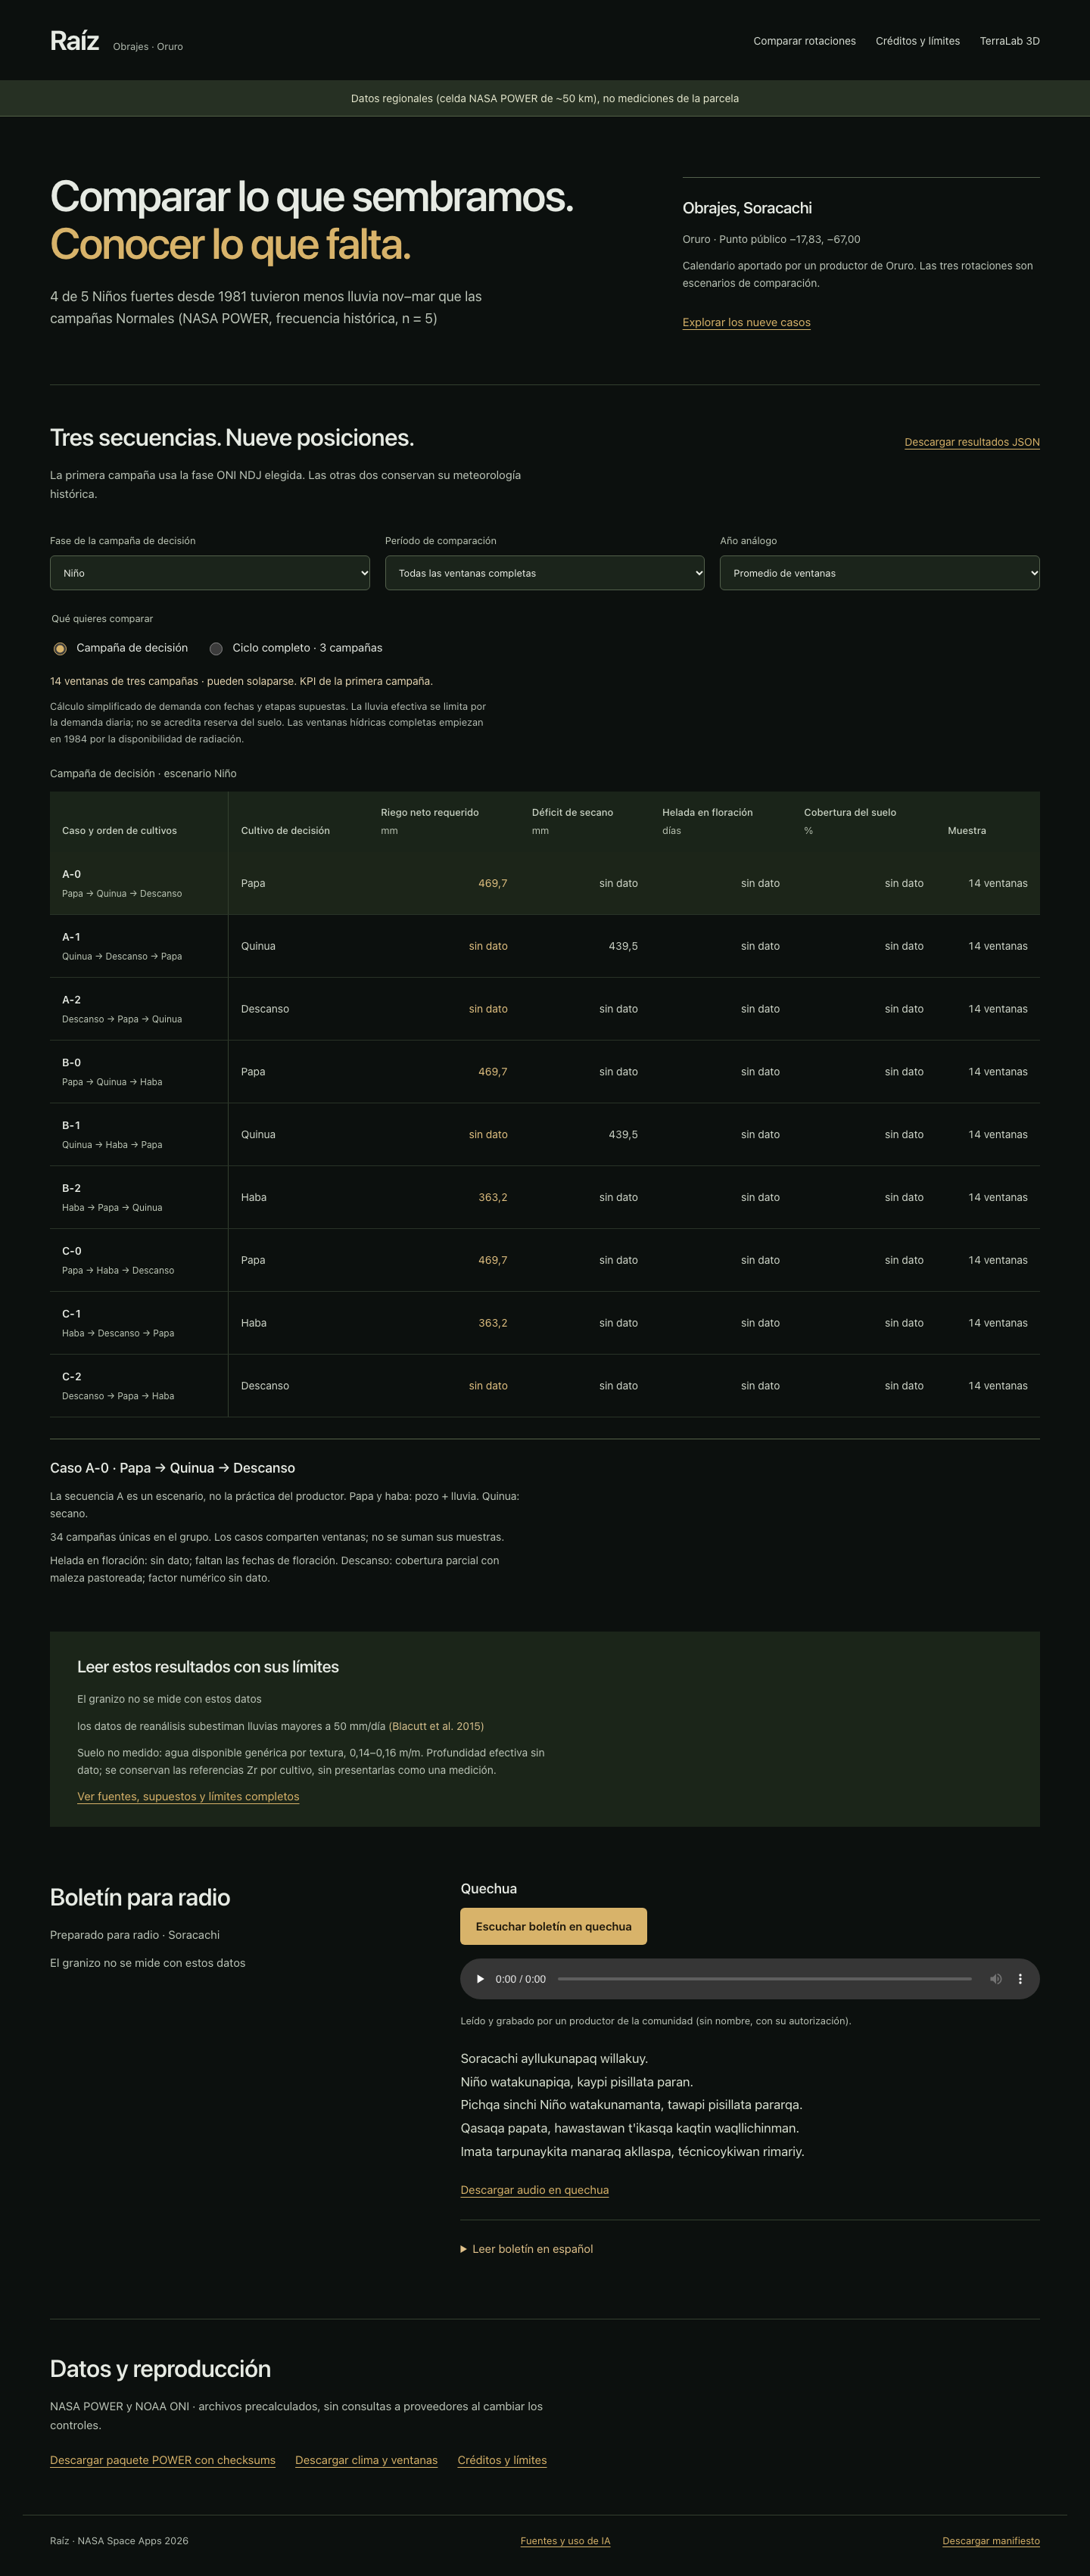 Raíz
Obrajes · Oruro
Comparar rotaciones
Créditos y límites
TerraLab 3D
Datos regionales (celda NASA POWER de ~50 km), no mediciones de la parcela
Comparar lo que sembramos.
Conocer lo que falta.
4 de 5 Niños fuertes desde 1981 tuvieron menos lluvia nov–mar que las
campañas Normales (NASA POWER, frecuencia histórica, n = 5)
Obrajes, Soracachi
Oruro · Punto público −17,83, −67,00
Calendario aportado por un productor de Oruro. Las tres rotaciones son
escenarios de comparación.
Explorar los nueve casos
Tres secuencias. Nueve posiciones.
Descargar resultados JSON
La primera campaña usa la fase ONI NDJ elegida. Las otras dos conservan su meteorología
histórica.
Fase de la campaña de decisión
Período de comparación
Año análogo
Niño
Todas las ventanas completas
Promedio de ventanas
Qué quieres comparar
Campaña de decisión
Ciclo completo · 3 campañas
14 ventanas de tres campañas · pueden solaparse. KPI de la primera campaña.
Cálculo simplificado de demanda con fechas y etapas supuestas. La lluvia efectiva se limita por
la demanda diaria; no se acredita reserva del suelo. Las ventanas hídricas completas empiezan
en 1984 por la disponibilidad de radiación.
Campaña de decisión · escenario Niño
Caso y orden de cultivos Cultivo de decisión Riego neto requerido mm Déficit de secano mm Helada en floración días Cobertura del suelo % Muestra
A-0
Papa → Quinua → Descanso
Papa 469,7 sin dato sin dato sin dato 14 ventanas
A-1
Quinua → Descanso → Papa
Quinua sin dato 439,5 sin dato sin dato 14 ventanas
A-2
Descanso → Papa → Quinua
Descanso sin dato sin dato sin dato sin dato 14 ventanas
B-0
Papa → Quinua → Haba
Papa 469,7 sin dato sin dato sin dato 14 ventanas
B-1
Quinua → Haba → Papa
Quinua sin dato 439,5 sin dato sin dato 14 ventanas
B-2
Haba → Papa → Quinua
Haba 363,2 sin dato sin dato sin dato 14 ventanas
C-0
Papa → Haba → Descanso
Papa 469,7 sin dato sin dato sin dato 14 ventanas
C-1
Haba → Descanso → Papa
Haba 363,2 sin dato sin dato sin dato 14 ventanas
C-2
Descanso → Papa → Haba
Descanso sin dato sin dato sin dato sin dato 14 ventanas
Caso A-0 · Papa → Quinua → Descanso
La secuencia A es un escenario, no la práctica del productor. Papa y haba: pozo + lluvia. Quinua:
secano.
34 campañas únicas en el grupo. Los casos comparten ventanas; no se suman sus muestras.
Helada en floración: sin dato; faltan las fechas de floración. Descanso: cobertura parcial con
maleza pastoreada; factor numérico sin dato.
Leer estos resultados con sus límites
El granizo no se mide con estos datos
los datos de reanálisis subestiman lluvias mayores a 50 mm/día (Blacutt et al. 2015)
Suelo no medido: agua disponible genérica por textura, 0,14–0,16 m/m. Profundidad efectiva sin
dato; se conservan las referencias Zr por cultivo, sin presentarlas como una medición.
Ver fuentes, supuestos y límites completos
Boletín para radio
Preparado para radio · Soracachi
El granizo no se mide con estos datos
Quechua
Escuchar boletín en quechua
0:00 / 0:00
Leído y grabado por un productor de la comunidad (sin nombre, con su autorización).
Soracachi ayllukunapaq willakuy.
Niño watakunapiqa, kaypi pisillata paran.
Pichqa sinchi Niño watakunamanta, tawapi pisillata pararqa.
Qasaqa papata, hawastawan t'ikasqa kaqtin waqllichinman.
Imata tarpunaykita manaraq akllaspa, técnicoykiwan rimariy.
Descargar audio en quechua
Leer boletín en español
Datos y reproducción
NASA POWER y NOAA ONI · archivos precalculados, sin consultas a proveedores al cambiar los
controles.
Descargar paquete POWER con checksums
Descargar clima y ventanas
Créditos y límites
Raíz · NASA Space Apps 2026
Fuentes y uso de IA
Descargar manifiesto